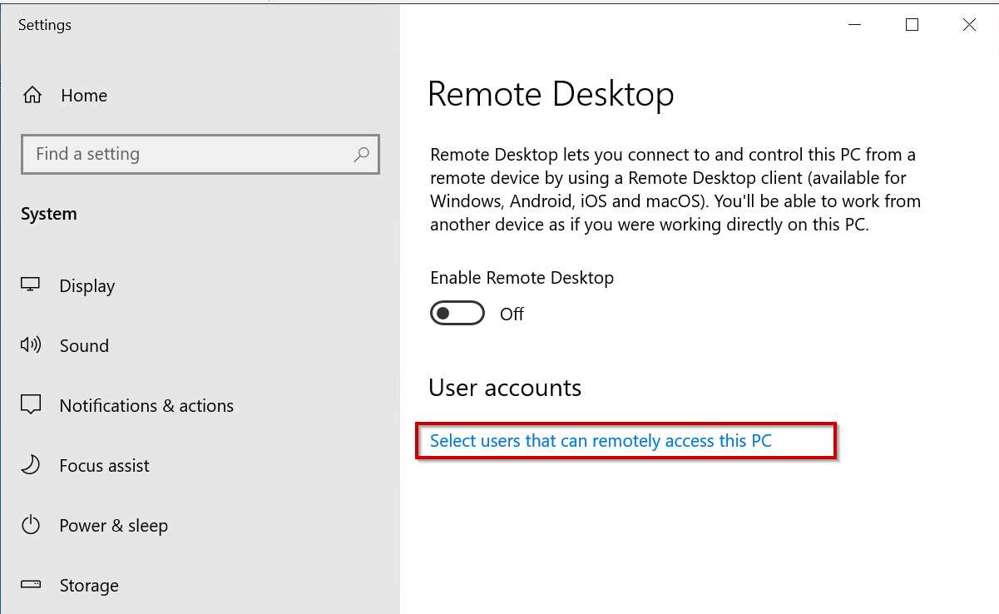 Settings
Home
Find a setting
System
Display
Sound
Notifications & actions
Focus assist
Power & sleep
Storage
Remote Desktop
Remote Desktop lets you connect to and control this PC from a
remote device by using a Remote Desktop client (available for
Windows, Android, iOS and macOS). You'll be able to work from
another device as if you were working directly on this PC.
Enable Remote Desktop
Off
User accounts
Select users that can remotely access this PC